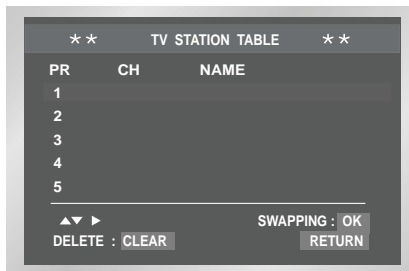 ** TV STATION TABLE **
PR CH NAME
1
2
3
4
5
▲▼ ► SWAPPING : OK
DELETE : CLEAR RETURN